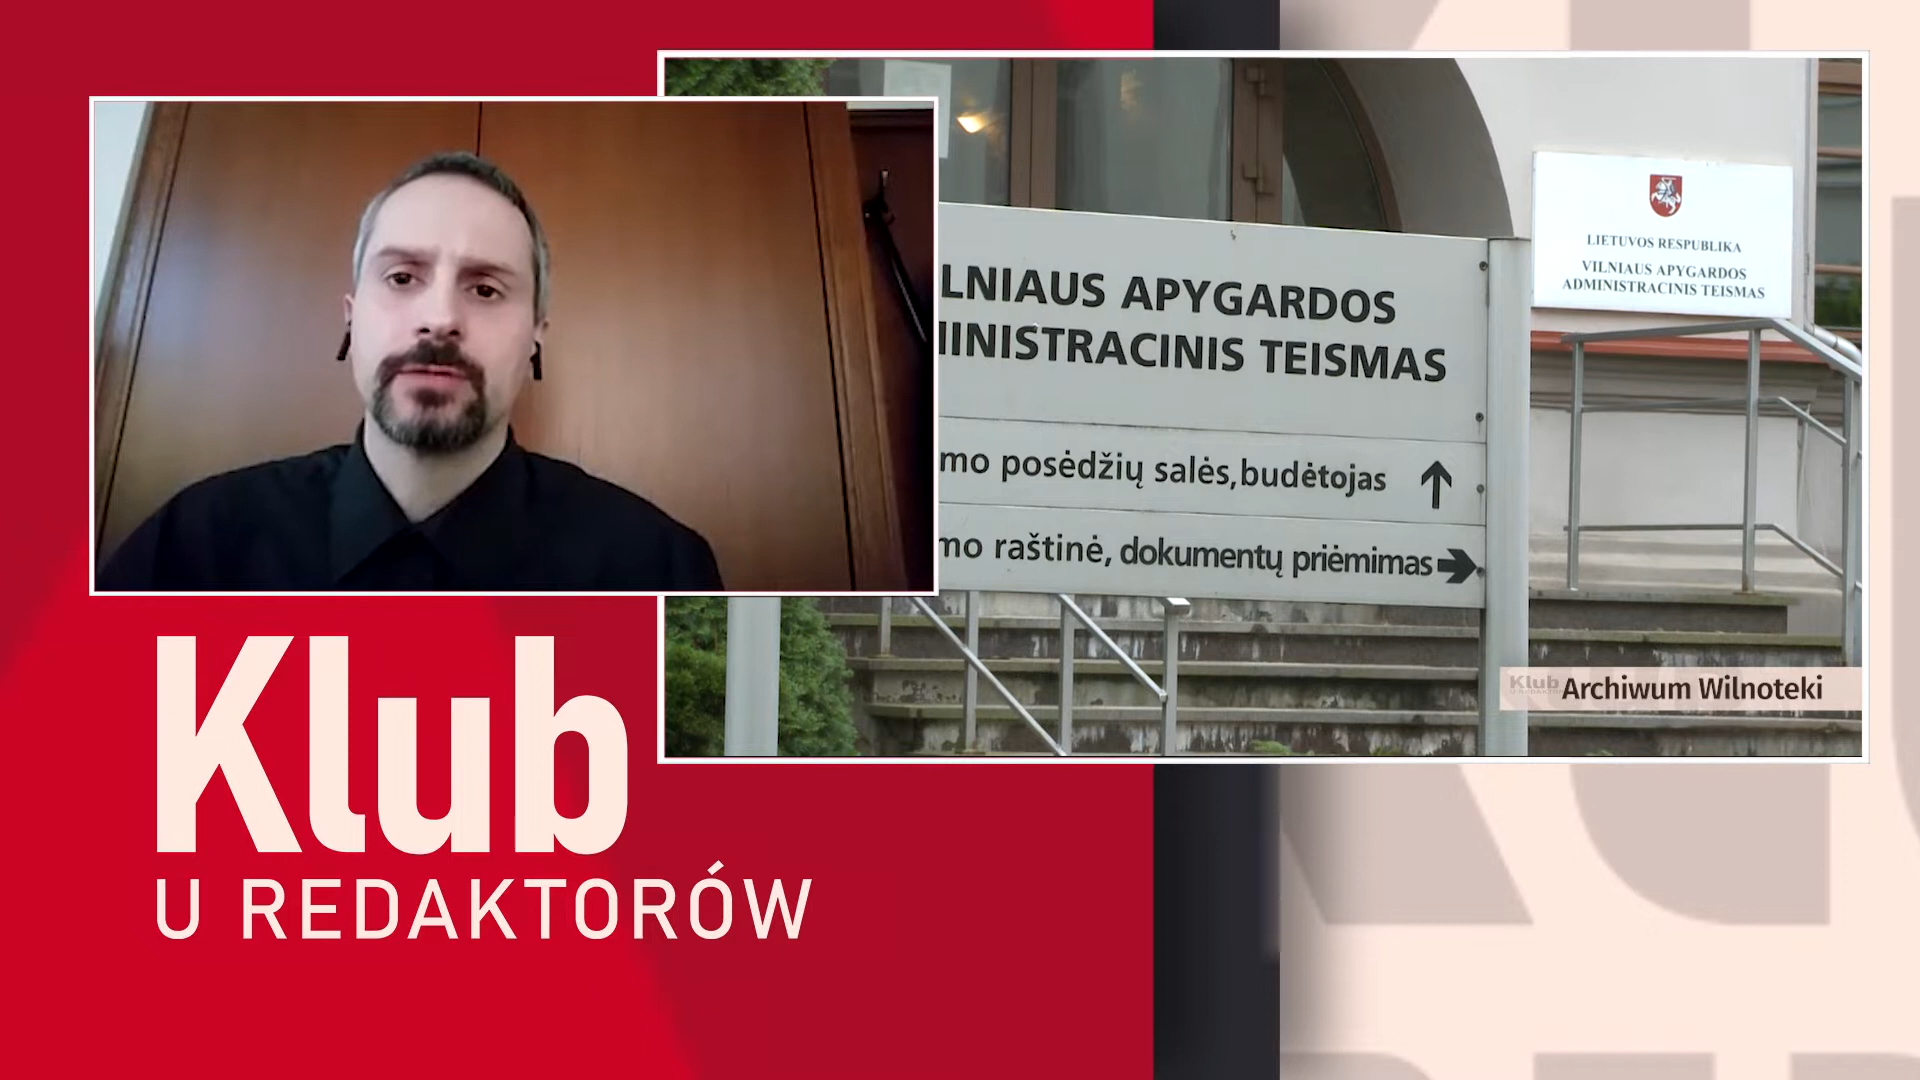 LNIAUS APYGARDOS
INISTRACINIS TEISMAS
mo posėdžių salės, budėtojas
mo raštinė, dokumentų priėmimas
LIETUVOS RESPUBLIKA
VILNIAUS APYGARDOS
ADMINISTRACINIS TEISMAS
Klub
Archiwum Wilnoteki
Klub
U REDAKTORÓW